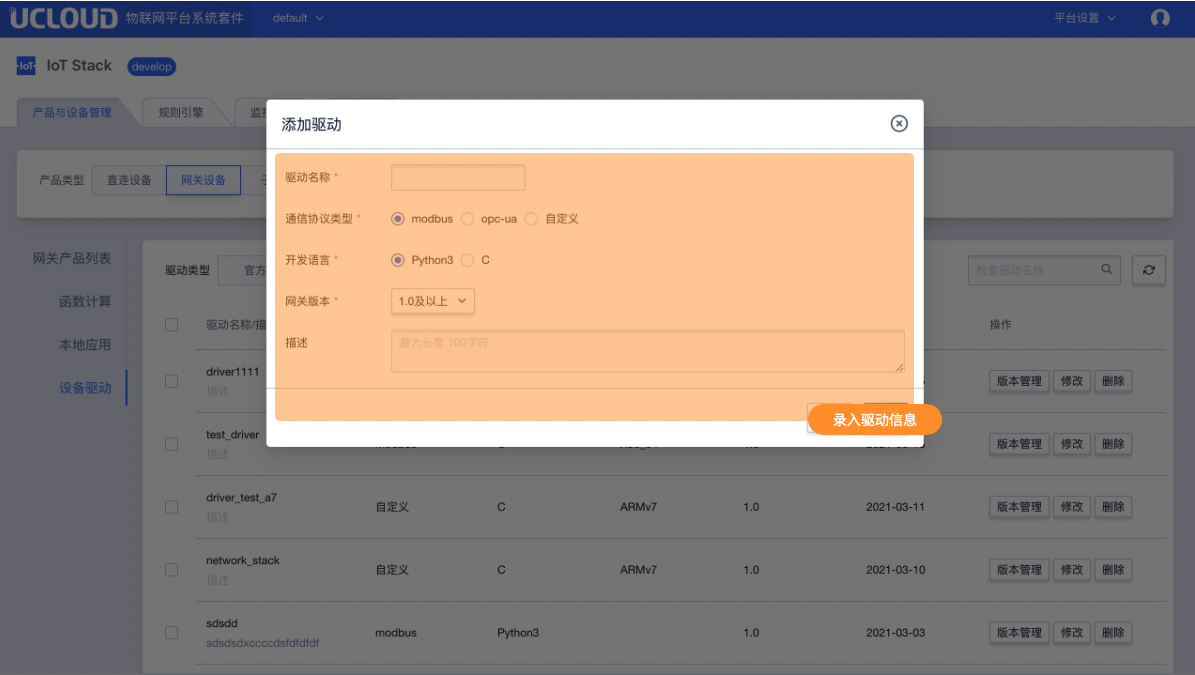 UCLOUD 物联网平台系统套件 default 平台设置
IoT IoT Stack develop
产品与设备管理 规则引擎
添加驱动
产品类型 直连设备 网关设备
驱动名称 *
通信协议类型 * modbus opc-ua 自定义
开发语言 * Python3 C
网关版本 * 1.0及以上
描述 最大长度 100字符
录入驱动信息
网关产品列表
函数计算
本地应用
设备驱动
驱动类型 官方 检索驱动名称
驱动名称/描 操作
driver1111 版本管理 修改 删除
描述
test_driver 版本管理 修改 删除
描述
driver_test_a7 自定义 C ARMv7 1.0 2021-03-11 版本管理 修改 删除
描述
network_stack 自定义 C ARMv7 1.0 2021-03-10 版本管理 修改 删除
描述
sdsdd modbus Python3 1.0 2021-03-03 版本管理 修改 删除
sdsdsdxccccdsfdfdfdf